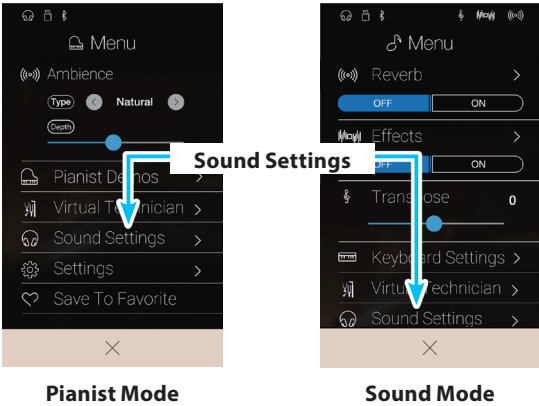 Menu
Ambience
Type Natural
Depth
Pianist Demos
Virtual Technician
Sound Settings
Settings
Save To Favorite
Pianist Mode
Sound Settings
Menu
Reverb
OFF ON
Effects
OFF ON
Transpose 0
Keyboard Settings
Virtual Technician
Sound Settings
Sound Mode